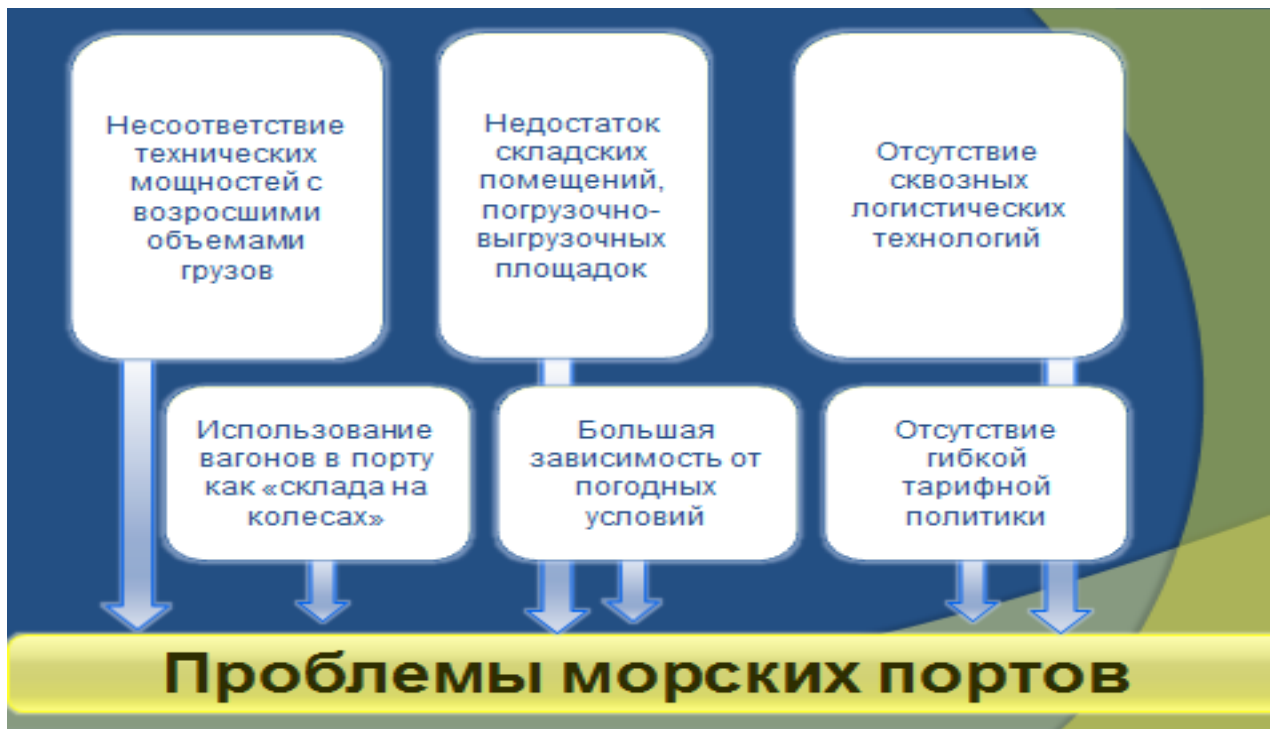 Несоответствие
технических
мощностей с
возросшими
объемами
грузов
Недостаток
складских
помещений,
погрузочно-
выгрузочных
площадок
Отсутствие
сквозных
логистических
технологий
Использование
вагонов в порту
как «склада на
колесах»
Большая
зависимость от
погодных
условий
Отсутствие
гибкой
тарифной
политики
Проблемы морских портов